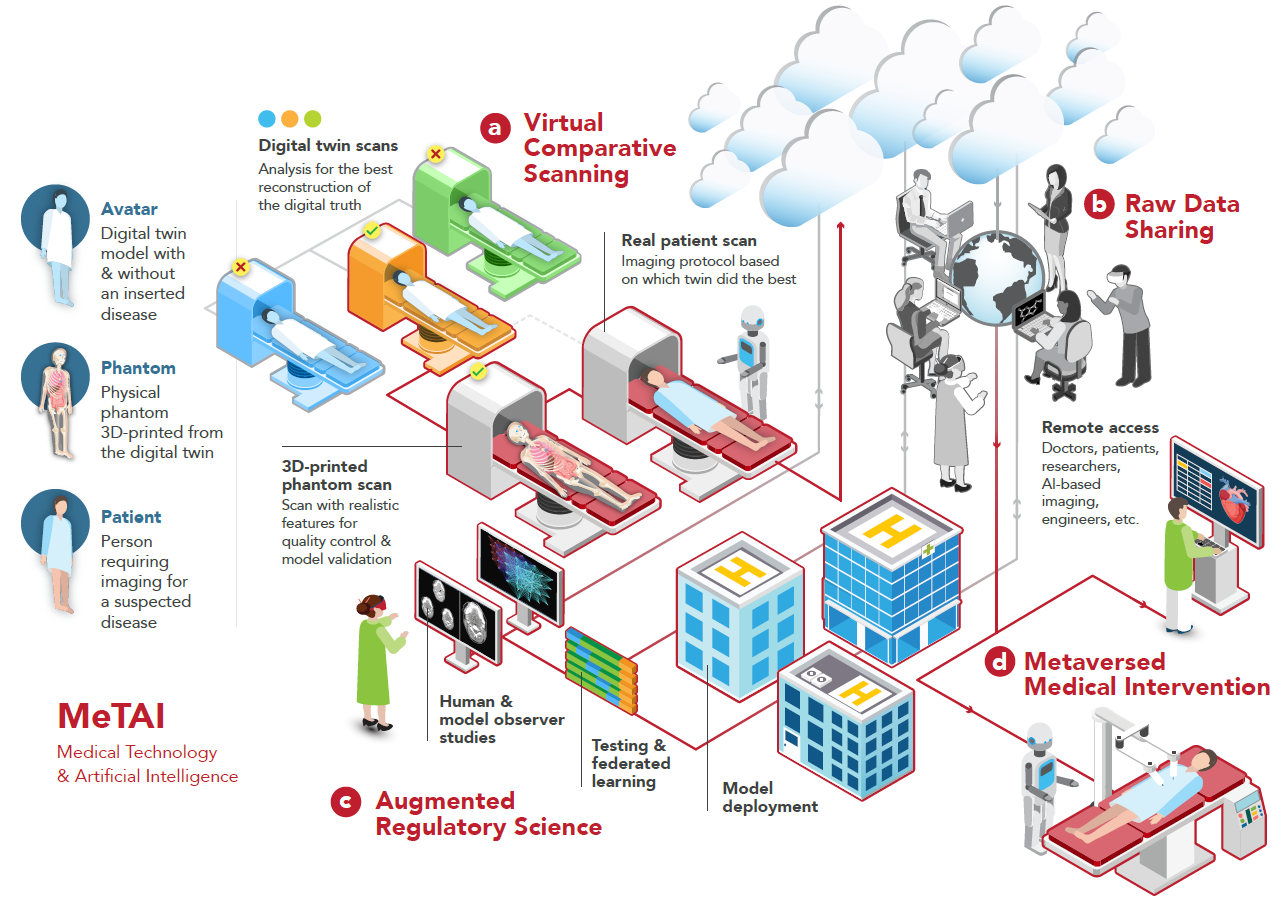 Digital twin scans
Analysis for the best
reconstruction of
the digital truth
a
Virtual
Comparative
Scanning
Avatar
Digital twin
model with
& without
an inserted
disease
Phantom
Physical
phantom
3D-printed from
the digital twin
Patient
Person
requiring
imaging for
a suspected
disease
Real patient scan
Imaging protocol based
on which twin did the best
b
Raw Data
Sharing
3D-printed
phantom scan
Scan with realistic
features for
quality control &
model validation
Remote access
Doctors, patients,
researchers,
AI-based
imaging,
engineers, etc.
H
H
H
Human &
model observer
studies
Testing &
federated
learning
Model
deployment
c
Augmented
Regulatory Science
d
Metaversed
Medical Intervention
MeTAI
Medical Technology
& Artificial Intelligence